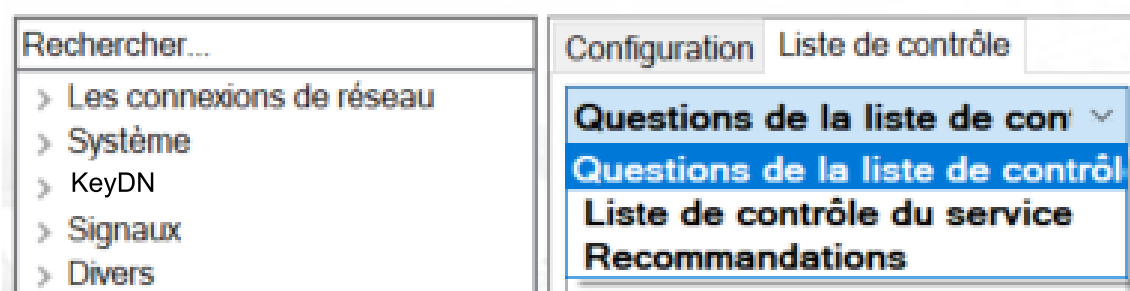 Rechercher...
Les connexions de réseau
Système
KeyDN
Signaux
Divers
Configuration Liste de contrôle
Questions de la liste de con
Questions de la liste de contrôl
Liste de contrôle du service
Recommandations